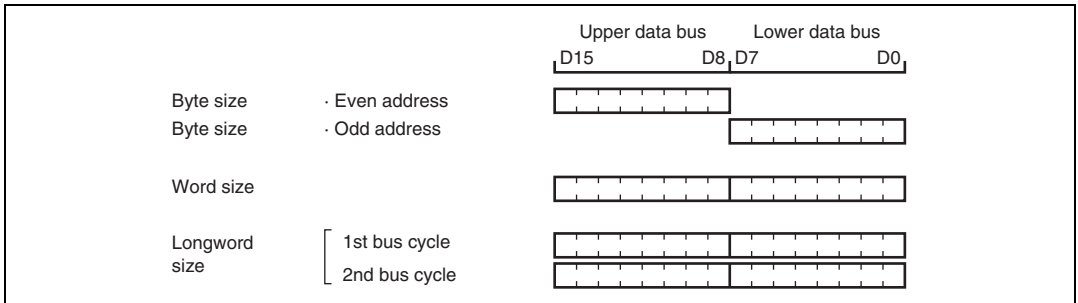 Upper data bus Lower data bus
D15 D8 D7 D0
Byte size · Even address
Byte size · Odd address
Word size
Longword size
1st bus cycle
2nd bus cycle